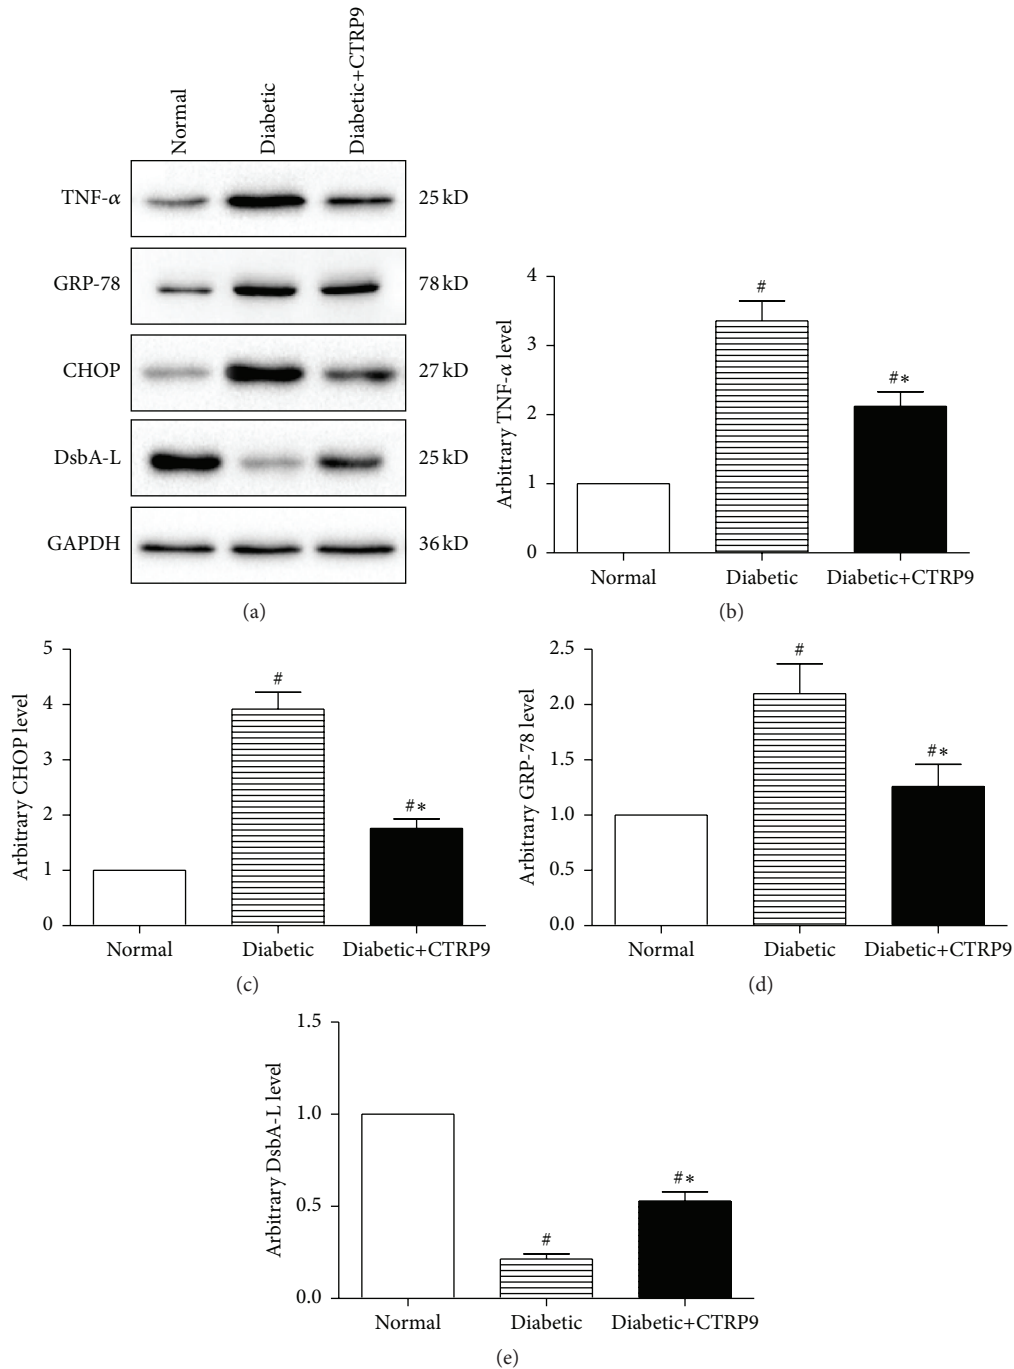 Normal
Diabetic
Diabetic+CTRP9
TNF-α 25 kD
GRP-78 78 kD
CHOP 27 kD
DsbA-L 25 kD
GAPDH 36 kD
(a)
Arbitrary TNF-α level
4
3
2
1
0
#
#*
Normal Diabetic Diabetic+CTRP9
(b)
Arbitrary CHOP level
5
4
3
2
1
0
#
#*
Normal Diabetic Diabetic+CTRP9
(c)
Arbitrary GRP-78 level
2.5
2.0
1.5
1.0
0.5
0.0
#
#*
Normal Diabetic Diabetic+CTRP9
(d)
Arbitrary DsbA-L level
1.5
1.0
0.5
0.0
#
#*
Normal Diabetic Diabetic+CTRP9
(e)